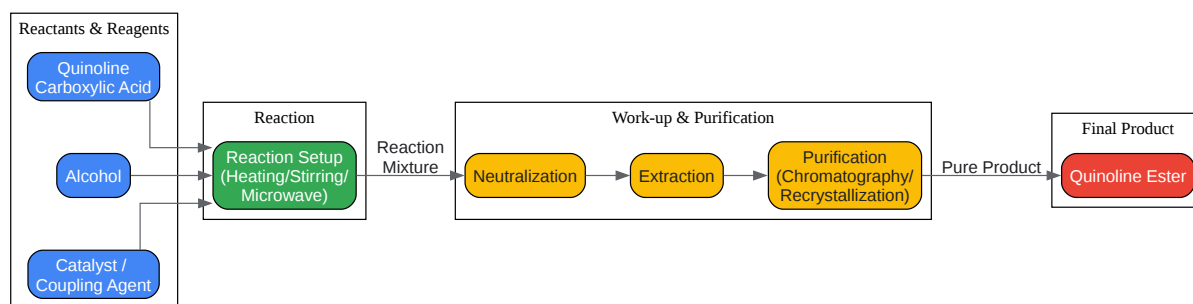 Reactants & Reagents
Quinoline
Carboxylic Acid
Alcohol
Catalyst /
Coupling Agent
Reaction
Reaction Setup
(Heating/Stirring/
Microwave)
Reaction
Mixture
Work-up & Purification
Neutralization
Extraction
Purification
(Chromatography/
Recrystallization)
Pure Product
Final Product
Quinoline Ester